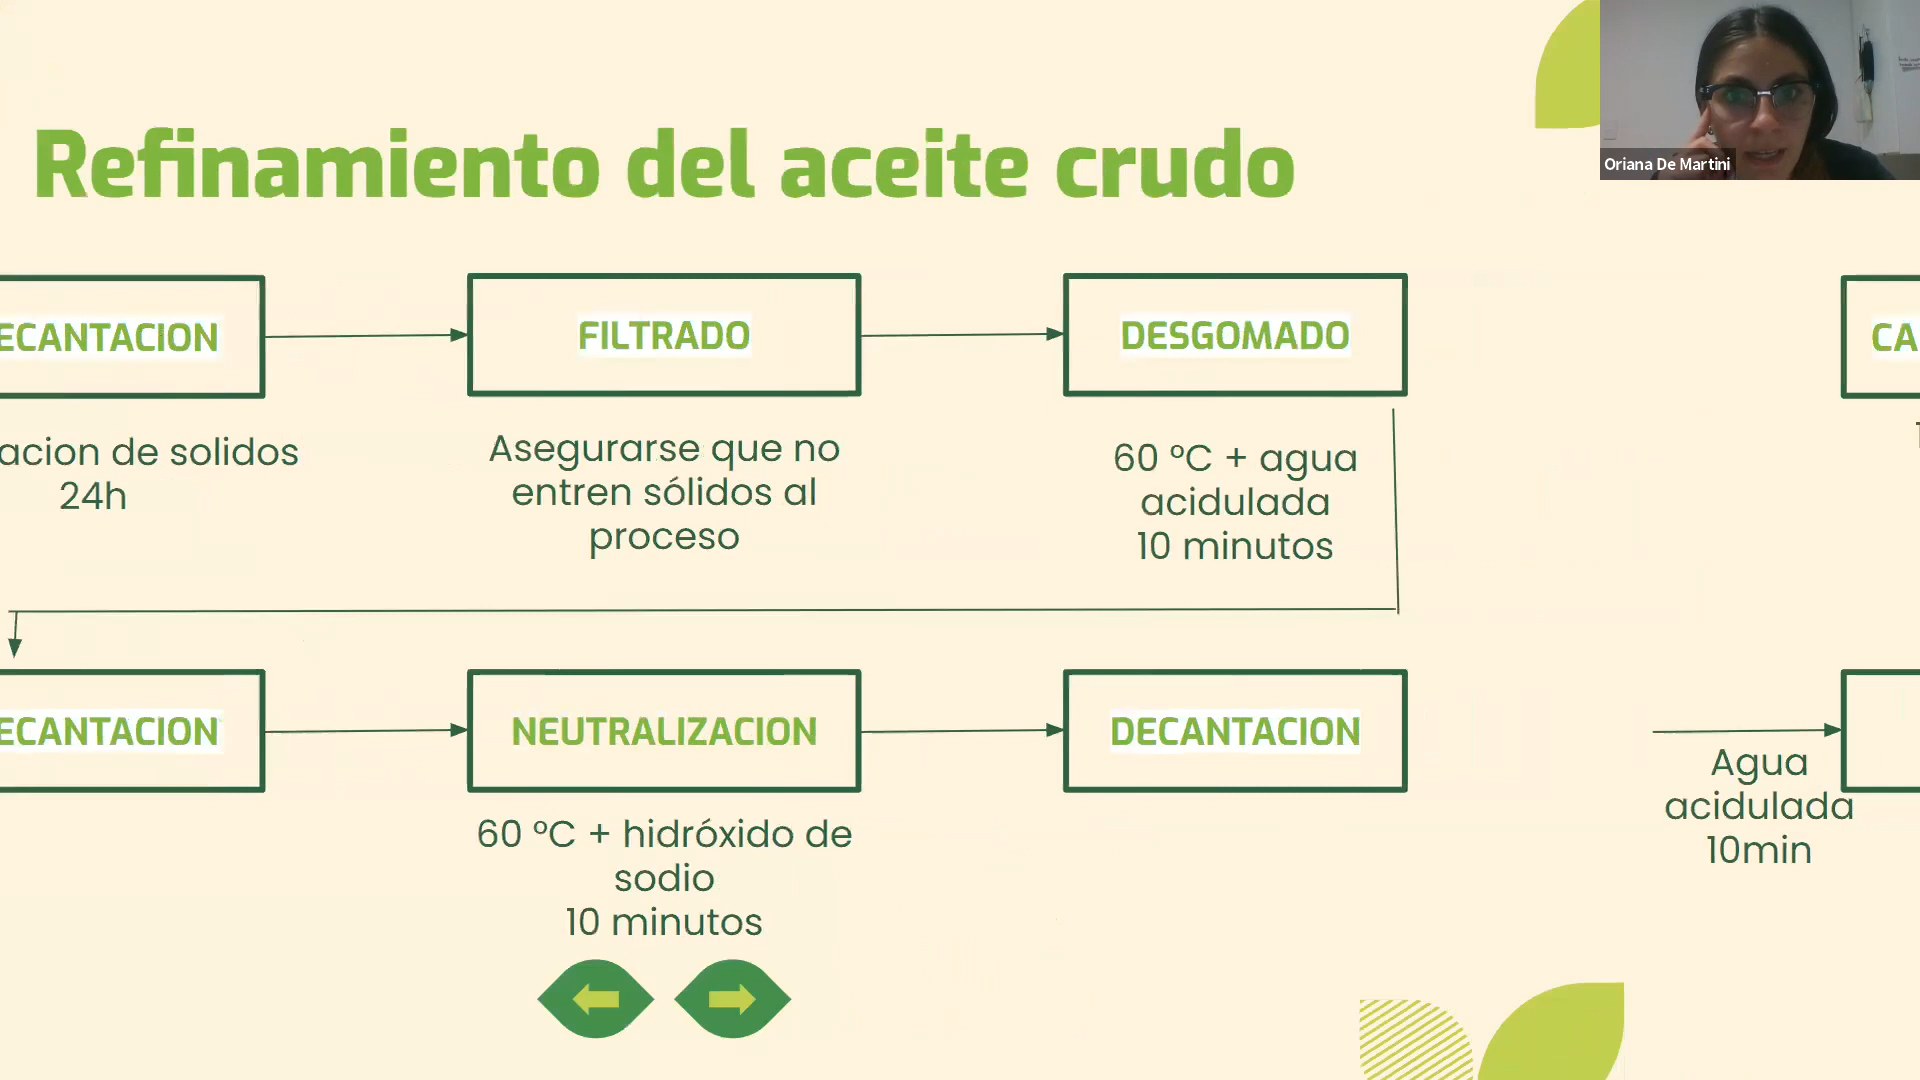 Oriana De Martini
Refinamiento del aceite crudo
ECANTACION
FILTRADO
DESGOMADO
CA
acion de solidos
24h
Asegurarse que no
entren sólidos al
proceso
60 °C + agua
acidulada
10 minutos
ECANTACION
NEUTRALIZACION
DECANTACION
Agua
acidulada
10min
60 °C + hidróxido de
sodio
10 minutos